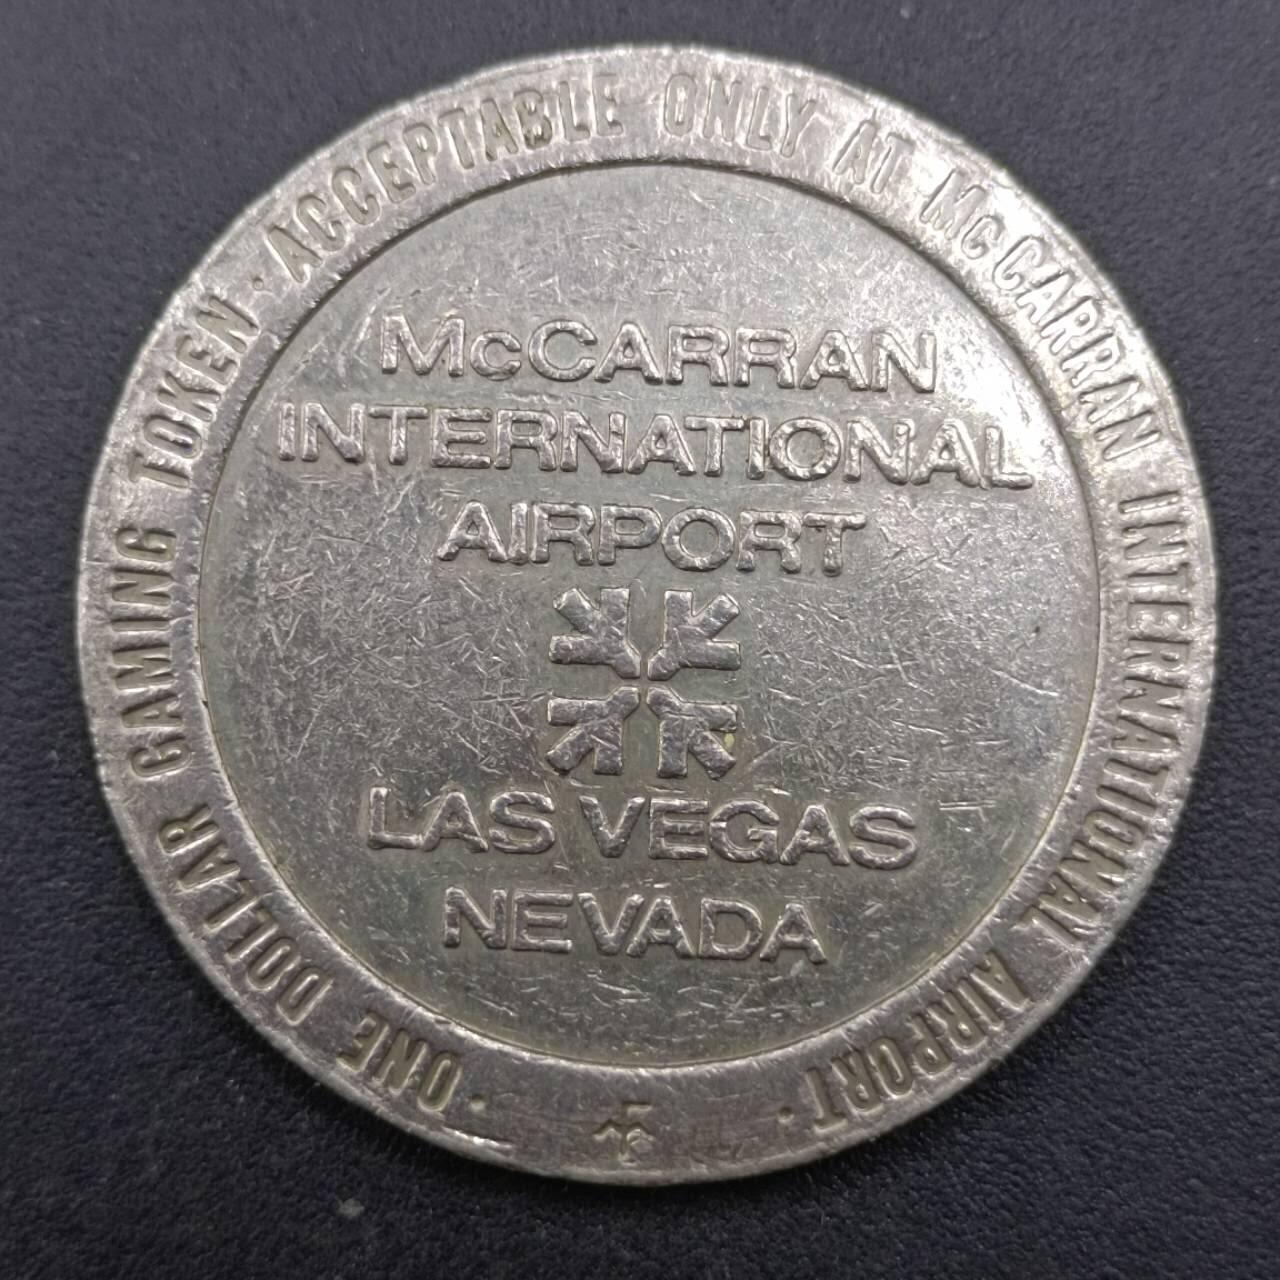 ONE DOLLAR GAMING TOKEN · ACCEPTABLE ONLY AT McCARRAN INTERNATIONAL AIRPORT ·
McCARRAN
INTERNATIONAL
AIRPORT
LAS VEGAS
NEVADA